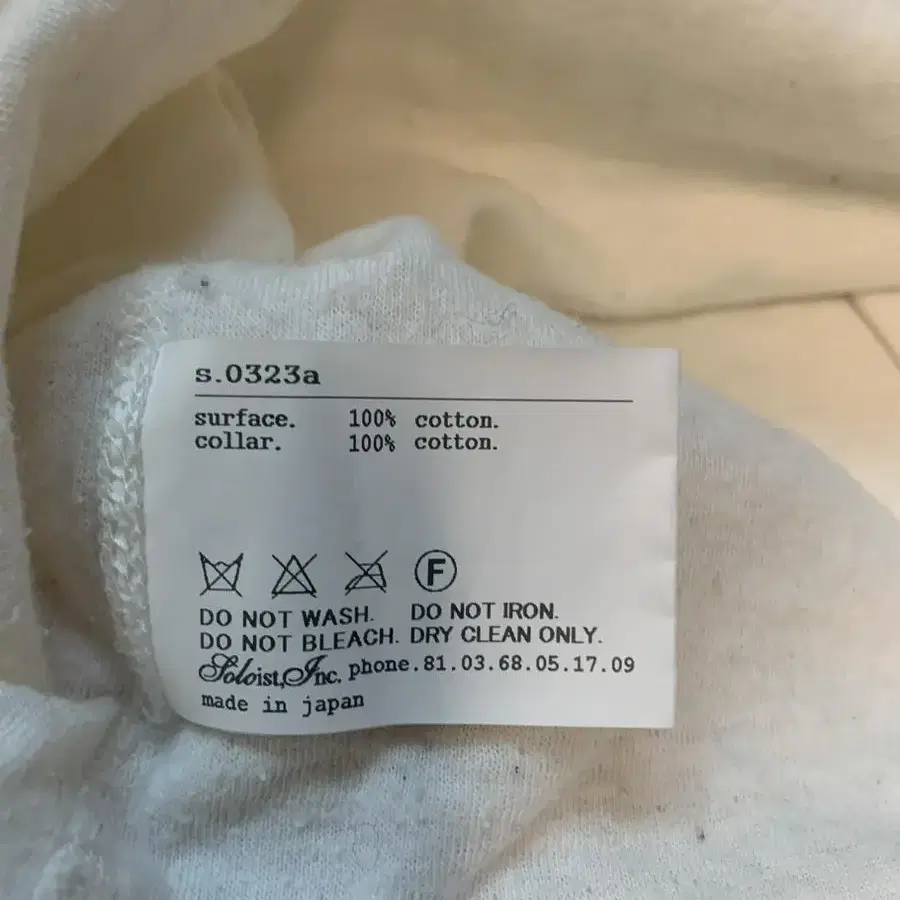 s.0323a
surface. 100% cotton.
collar. 100% cotton.
F
DO NOT WASH. DO NOT IRON.
DO NOT BLEACH. DRY CLEAN ONLY.
Soloist,Inc. phone.81.03.68.05.17.09
made in japan